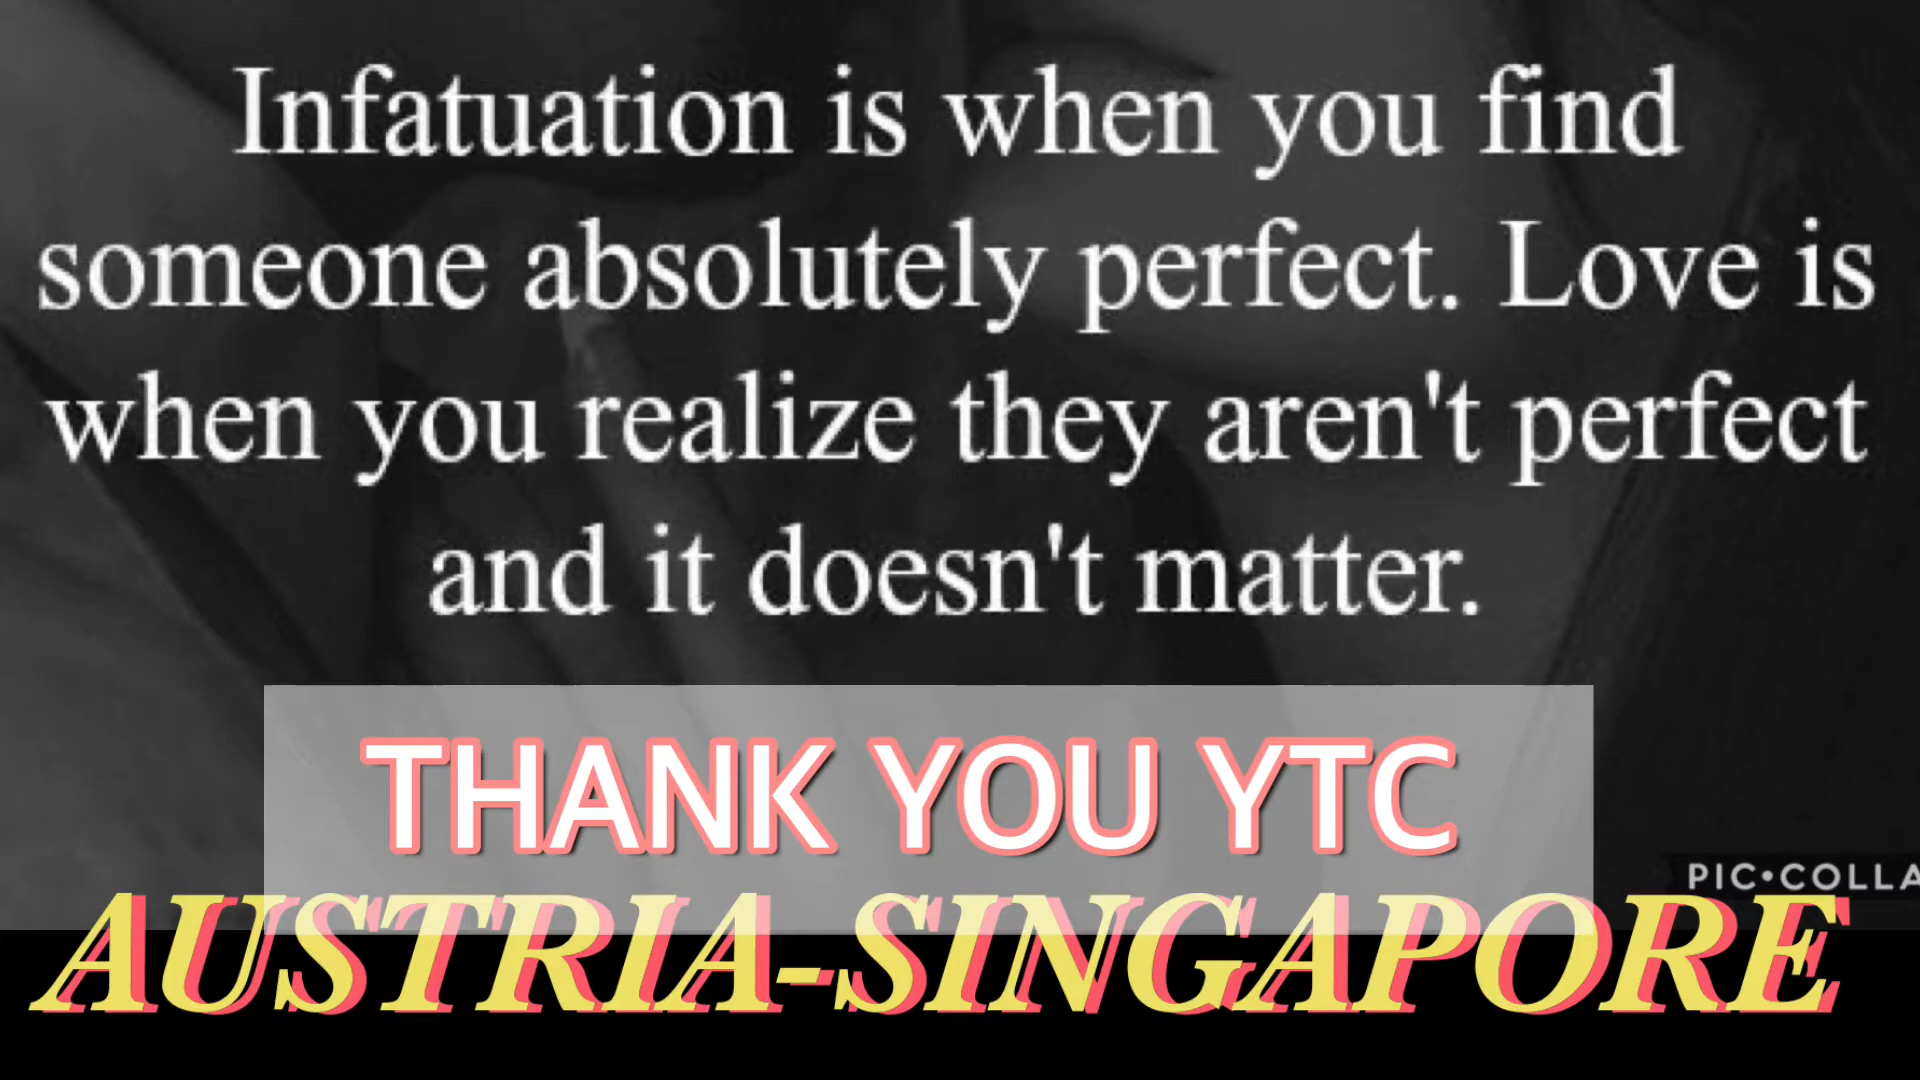 Infatuation is when you find
someone absolutely perfect. Love is
when you realize they aren't perfect
and it doesn't matter.
THANK YOU YTC
PIC•COLLA
AUSTRIA-SINGAPORE